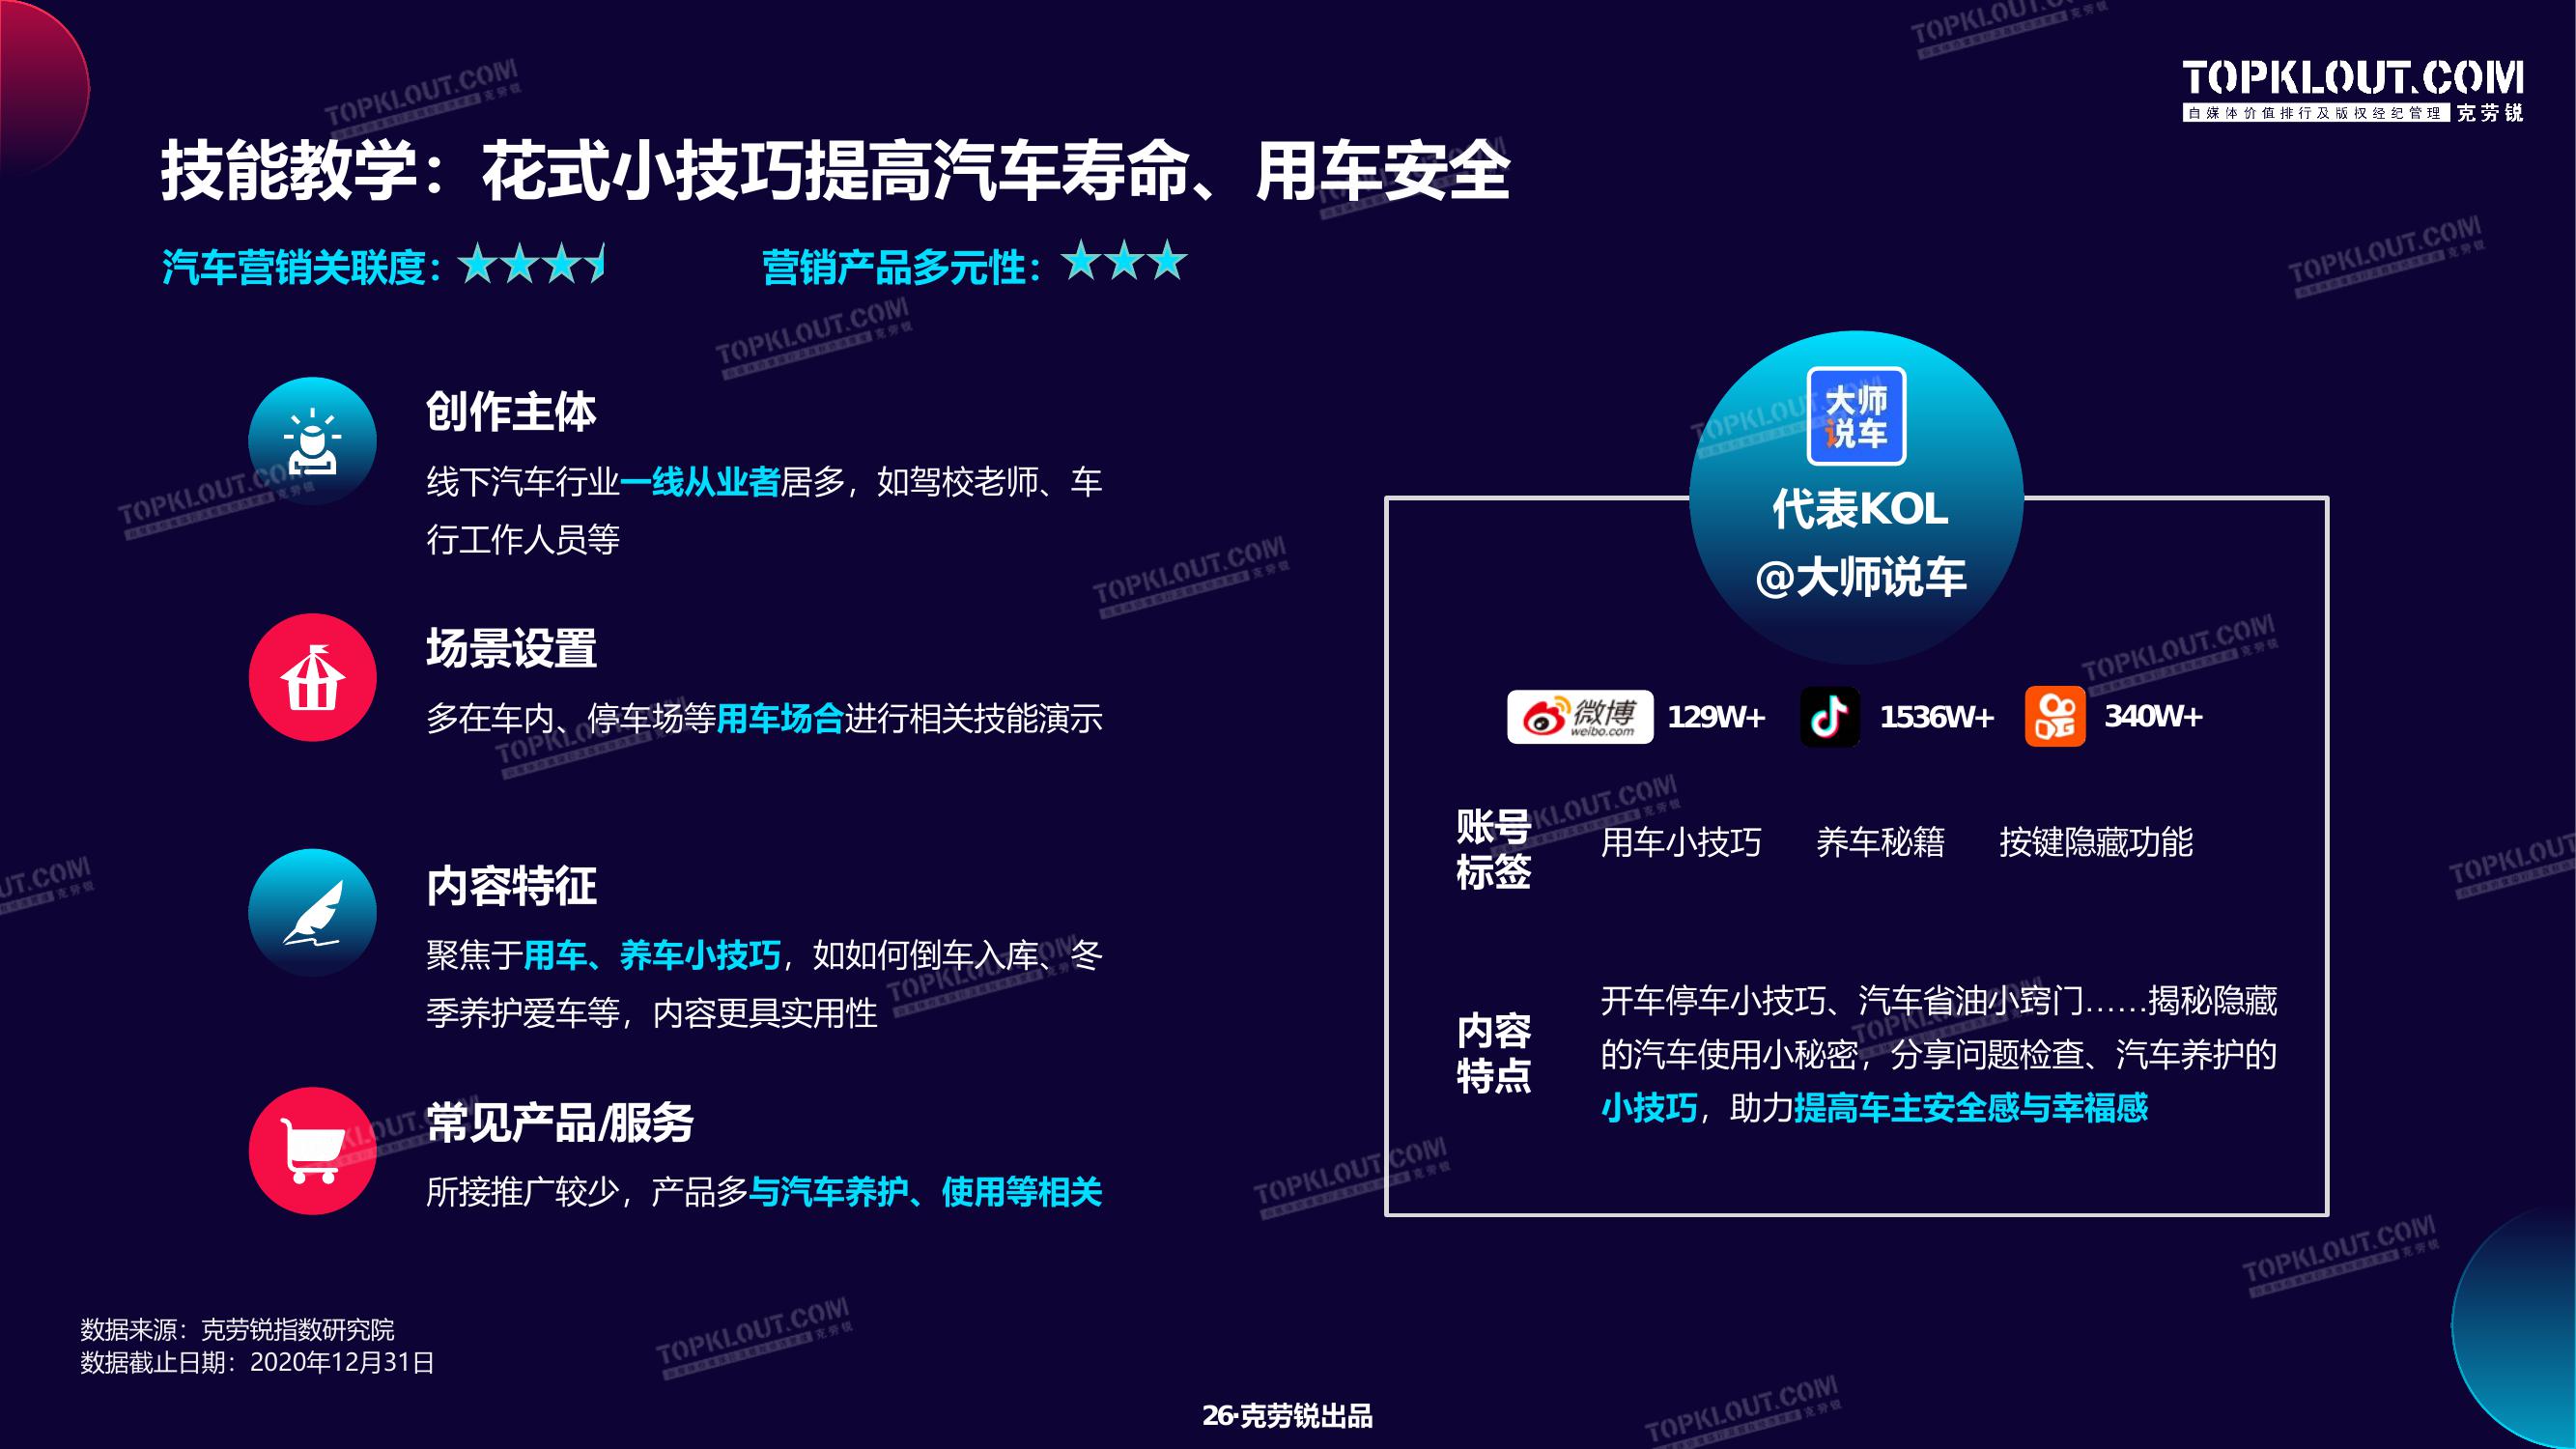 TOPKLOUT.COM
自媒体价值排行及版权经纪管理 克劳锐
技能教学：花式小技巧提高汽车寿命、用车安全
汽车营销关联度：
营销产品多元性：
创作主体
线下汽车行业一线从业者居多，如驾校老师、车
行工作人员等
场景设置
多在车内、停车场等用车场合进行相关技能演示
内容特征
聚焦于用车、养车小技巧，如如何倒车入库、冬
季养护爱车等，内容更具实用性
常见产品/服务
所接推广较少，产品多与汽车养护、使用等相关
大师
说车
代表KOL
@大师说车
微博
weibo.com
129W+
1536W+
340W+
账号
标签
用车小技巧 养车秘籍 按键隐藏功能
内容
特点
开车停车小技巧、汽车省油小窍门……揭秘隐藏
的汽车使用小秘密，分享问题检查、汽车养护的
小技巧，助力提高车主安全感与幸福感
数据来源：克劳锐指数研究院
数据截止日期：2020年12月31日
26·克劳锐出品